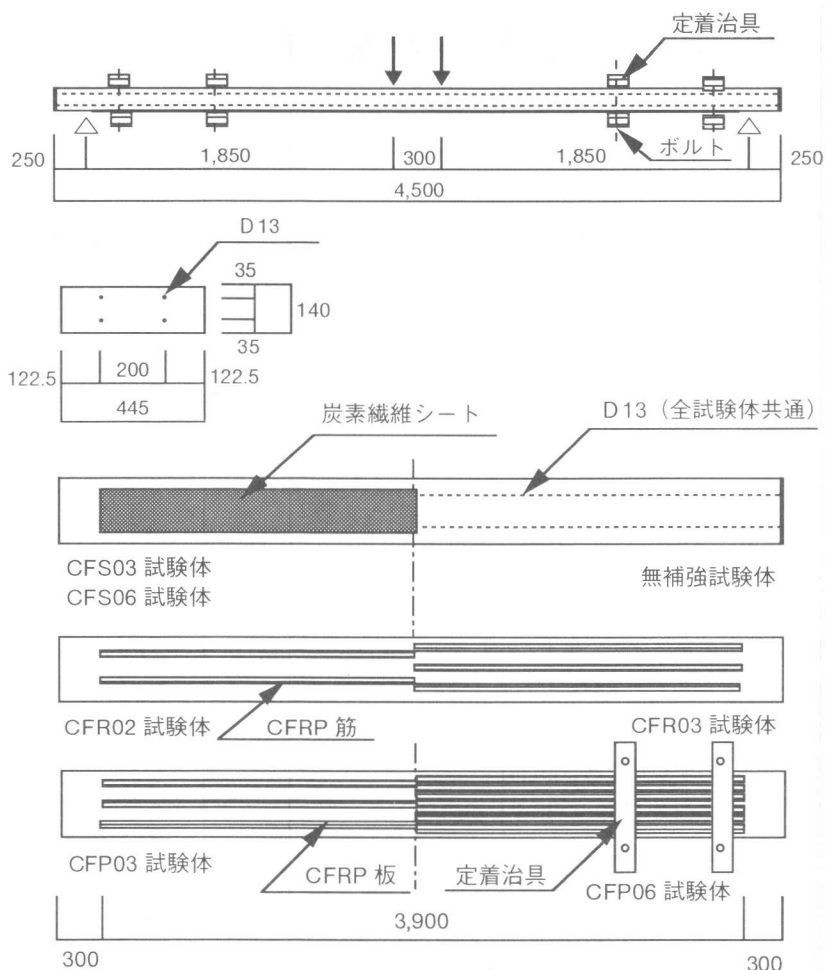 定着治具
ボルト
250
1,850
300
1,850
250
4,500
D13
35
140
35
122.5
200
122.5
445
炭素繊維シート
D13（全試験体共通）
CFS03 試験体
CFS06 試験体
無補強試験体
CFR02 試験体
CFRP 筋
CFR03 試験体
CFP03 試験体
CFRP 板
定着治具
CFP06 試験体
3,900
300
300